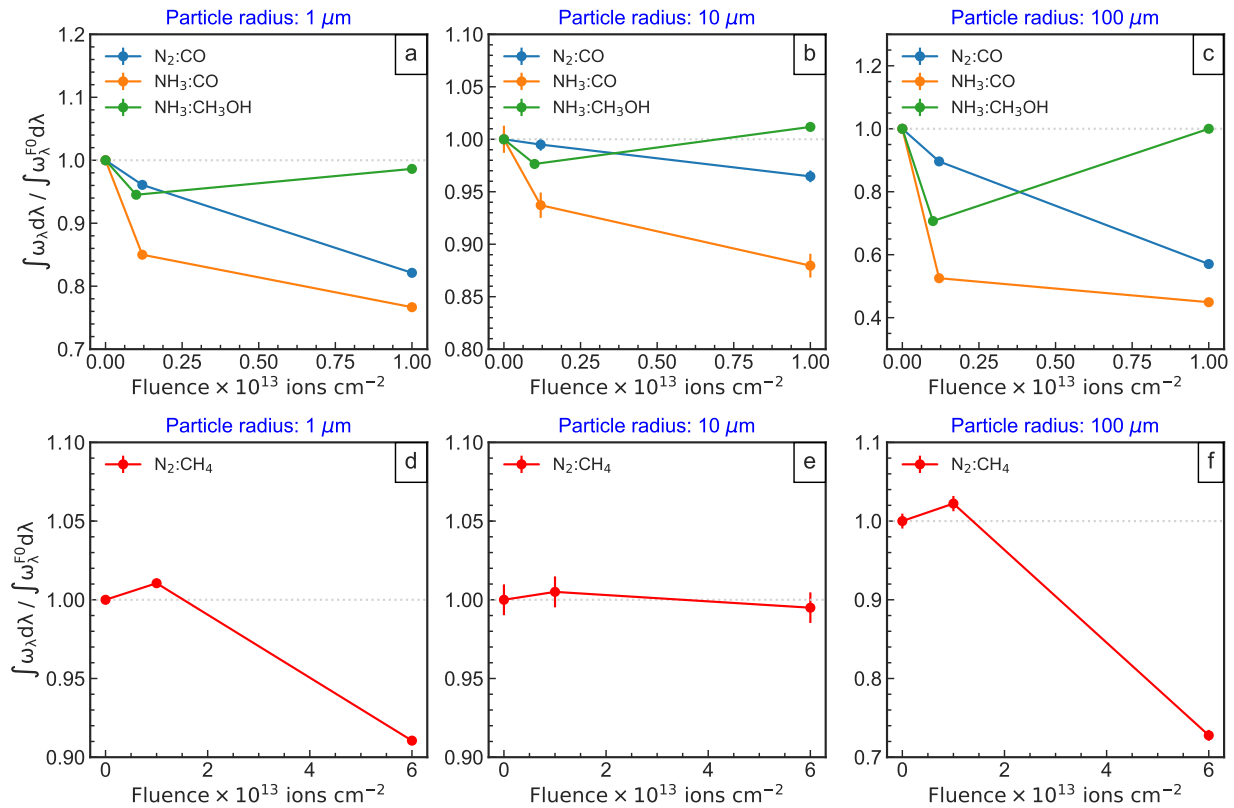 Particle radius: 1 μm
1.2
1.1
1.0
0.9
0.8
0.7
∫ω_λdλ / ∫ω_λ^F0dλ
N₂:CO
NH₃:CO
NH₃:CH₃OH
a
0.00 0.25 0.50 0.75 1.00
Fluence × 10¹³ ions cm⁻²
Particle radius: 10 μm
1.10
1.05
1.00
0.95
0.90
0.85
0.80
N₂:CO
NH₃:CO
NH₃:CH₃OH
b
0.00 0.25 0.50 0.75 1.00
Fluence × 10¹³ ions cm⁻²
Particle radius: 100 μm
1.2
1.0
0.8
0.6
0.4
N₂:CO
NH₃:CO
NH₃:CH₃OH
c
0.00 0.25 0.50 0.75 1.00
Fluence × 10¹³ ions cm⁻²
Particle radius: 1 μm
1.10
1.05
1.00
0.95
0.90
∫ω_λdλ / ∫ω_λ^F0dλ
N₂:CH₄
d
0 2 4 6
Fluence × 10¹³ ions cm⁻²
Particle radius: 10 μm
1.10
1.05
1.00
0.95
0.90
N₂:CH₄
e
0 2 4 6
Fluence × 10¹³ ions cm⁻²
Particle radius: 100 μm
1.1
1.0
0.9
0.8
0.7
N₂:CH₄
f
0 2 4 6
Fluence × 10¹³ ions cm⁻²